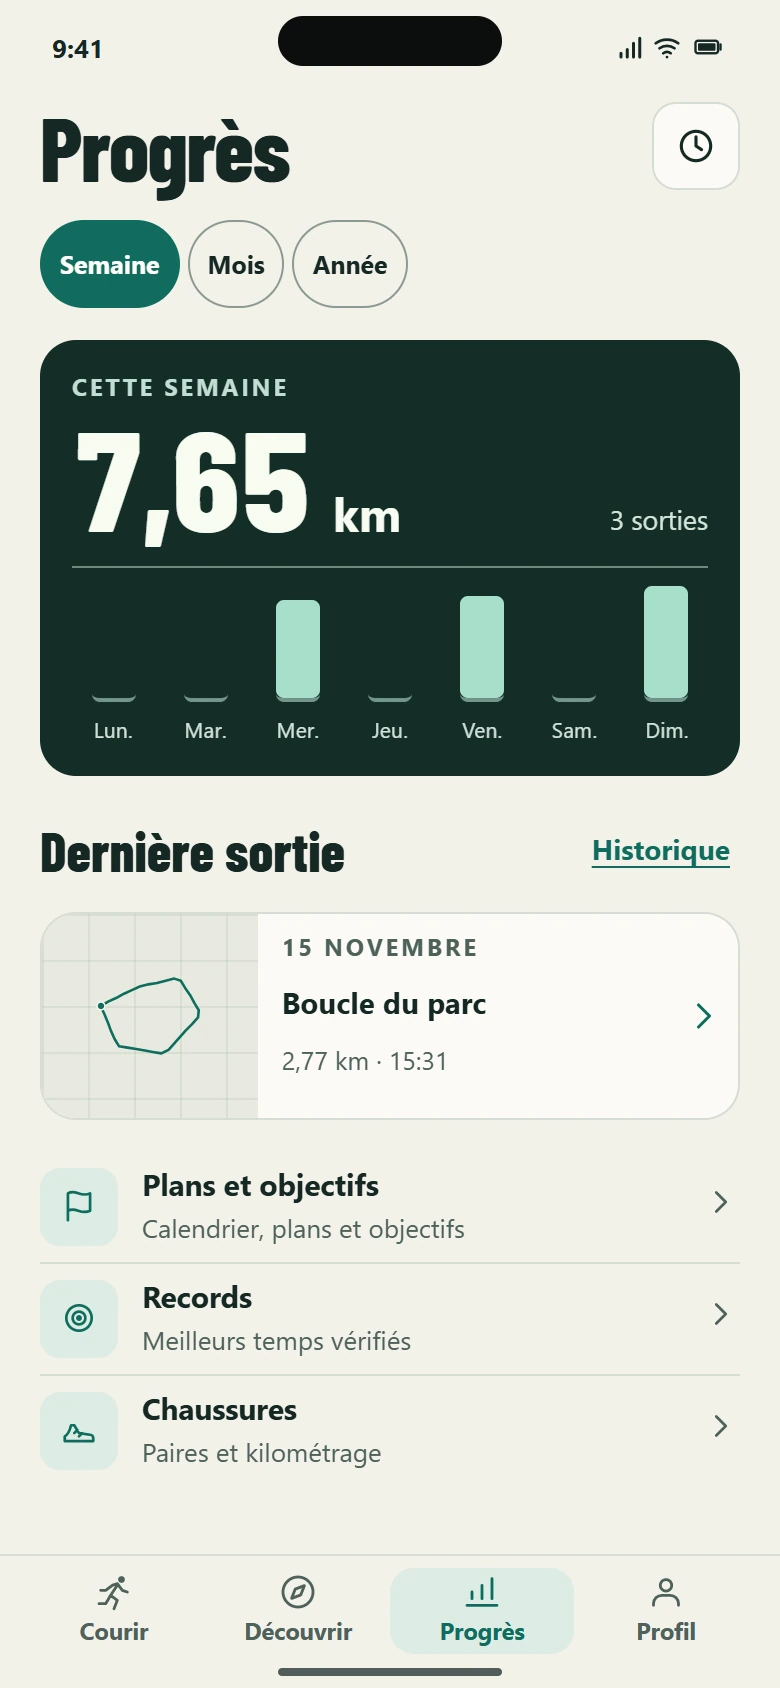 9:41
Progrès
Semaine
Mois
Année
CETTE SEMAINE
7,65 km
3 sorties
Lun.
Mar.
Mer.
Jeu.
Ven.
Sam.
Dim.
Dernière sortie
Historique
15 NOVEMBRE
Boucle du parc
2,77 km · 15:31
Plans et objectifs
Calendrier, plans et objectifs
Records
Meilleurs temps vérifiés
Chaussures
Paires et kilométrage
Courir
Découvrir
Progrès
Profil